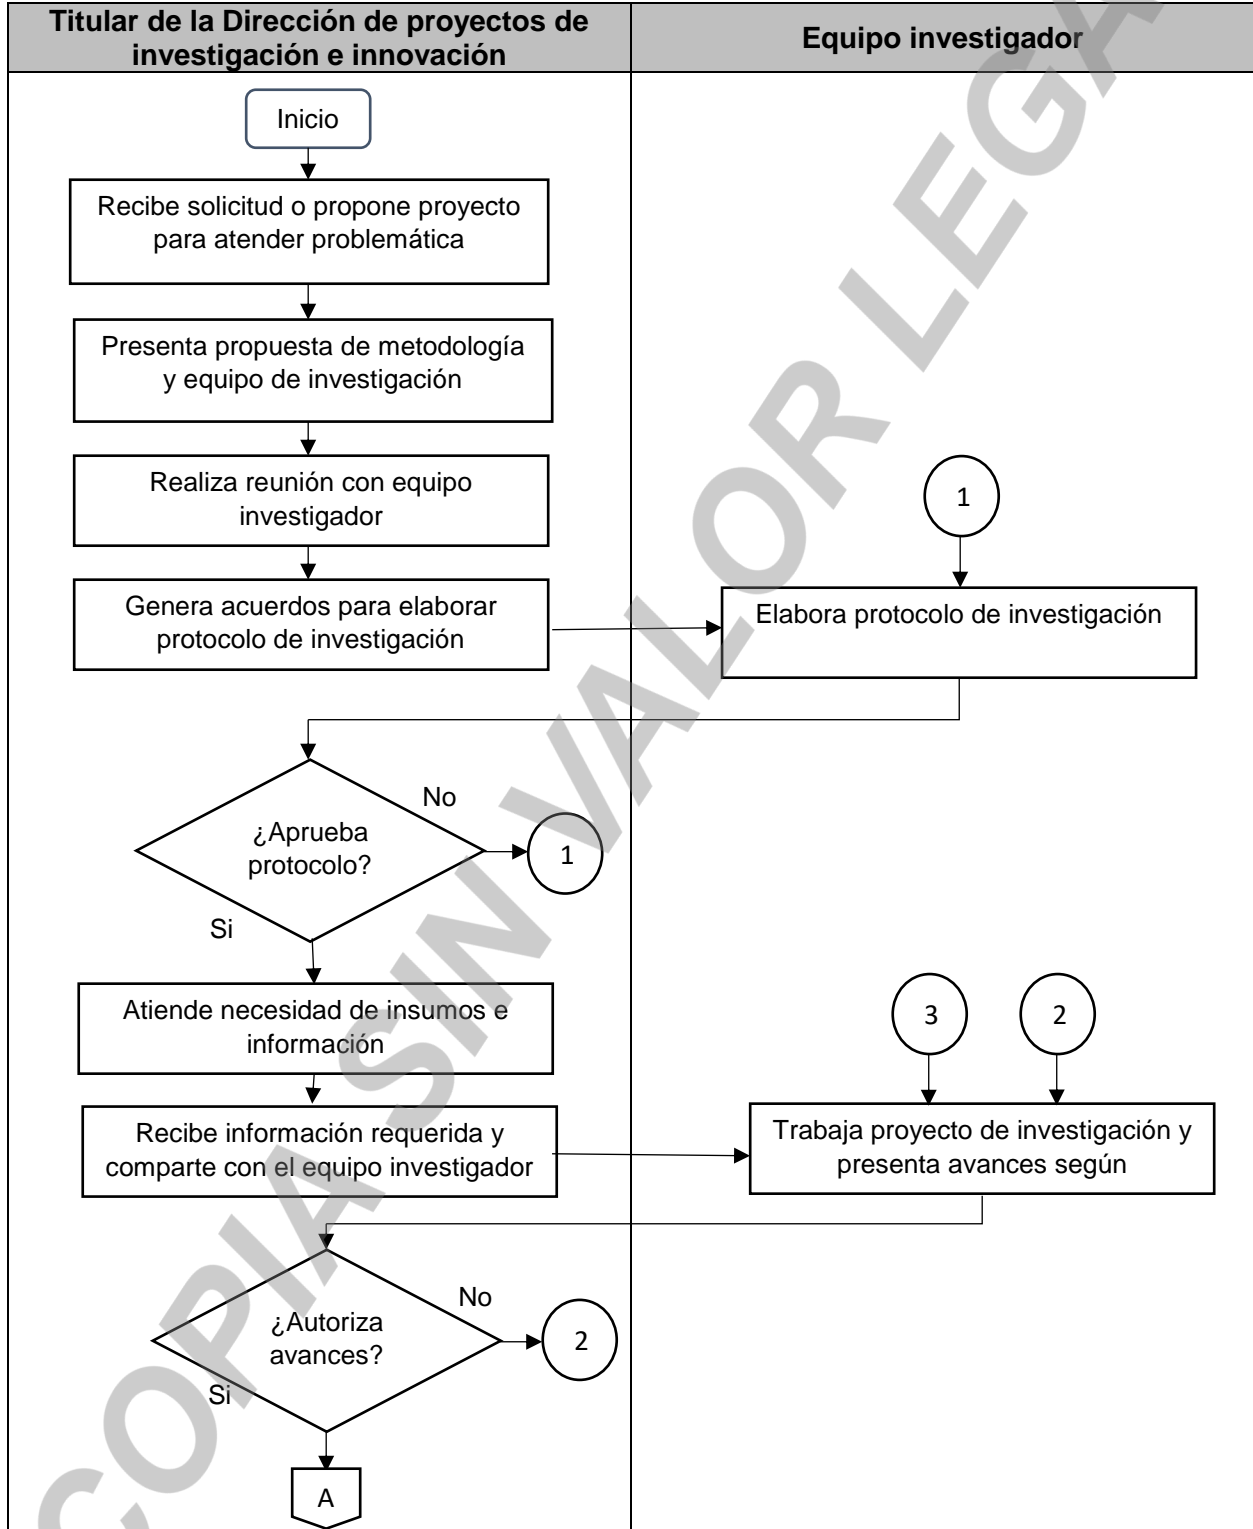 Titular de la Dirección de proyectos de
investigación e innovación
Equipo investigador
Inicio
Recibe solicitud o propone proyecto
para atender problemática
Presenta propuesta de metodología
y equipo de investigación
Realiza reunión con equipo
investigador
1
Genera acuerdos para elaborar
protocolo de investigación
Elabora protocolo de investigación
¿Aprueba
protocolo?
No
1
Si
Atiende necesidad de insumos e
información
3
2
Recibe información requerida y
comparte con el equipo investigador
Trabaja proyecto de investigación y
presenta avances según
¿Autoriza
avances?
No
2
Si
A
COPIA SIN VALOR LEGA